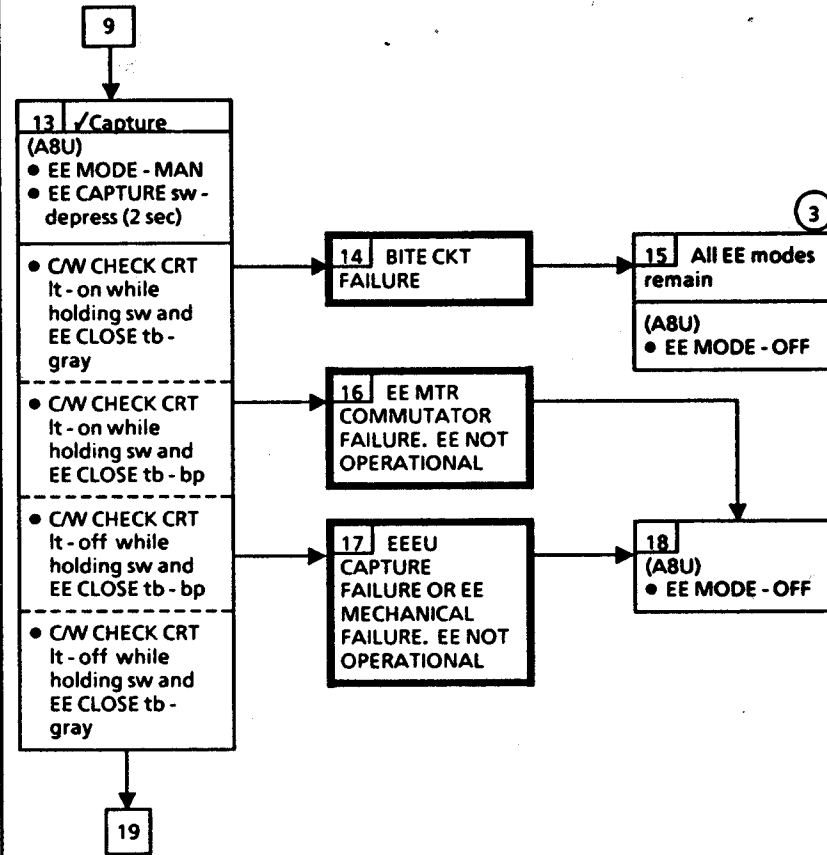 9
13 ✓Capture
(A8U)
● EE MODE - MAN
● EE CAPTURE sw -
depress (2 sec)
● C/W CHECK CRT
lt - on while
holding sw and
EE CLOSE tb -
gray
● C/W CHECK CRT
lt - on while
holding sw and
EE CLOSE tb - bp
● C/W CHECK CRT
lt - off while
holding sw and
EE CLOSE tb - bp
● C/W CHECK CRT
lt - off while
holding sw and
EE CLOSE tb -
gray
14 BITE CKT
FAILURE
3
15 All EE modes
remain
(A8U)
● EE MODE - OFF
16 EE MTR
COMMUTATOR
FAILURE. EE NOT
OPERATIONAL
17 EEEU
CAPTURE
FAILURE OR EE
MECHANICAL
FAILURE. EE NOT
OPERATIONAL
18
(A8U)
● EE MODE - OFF
19